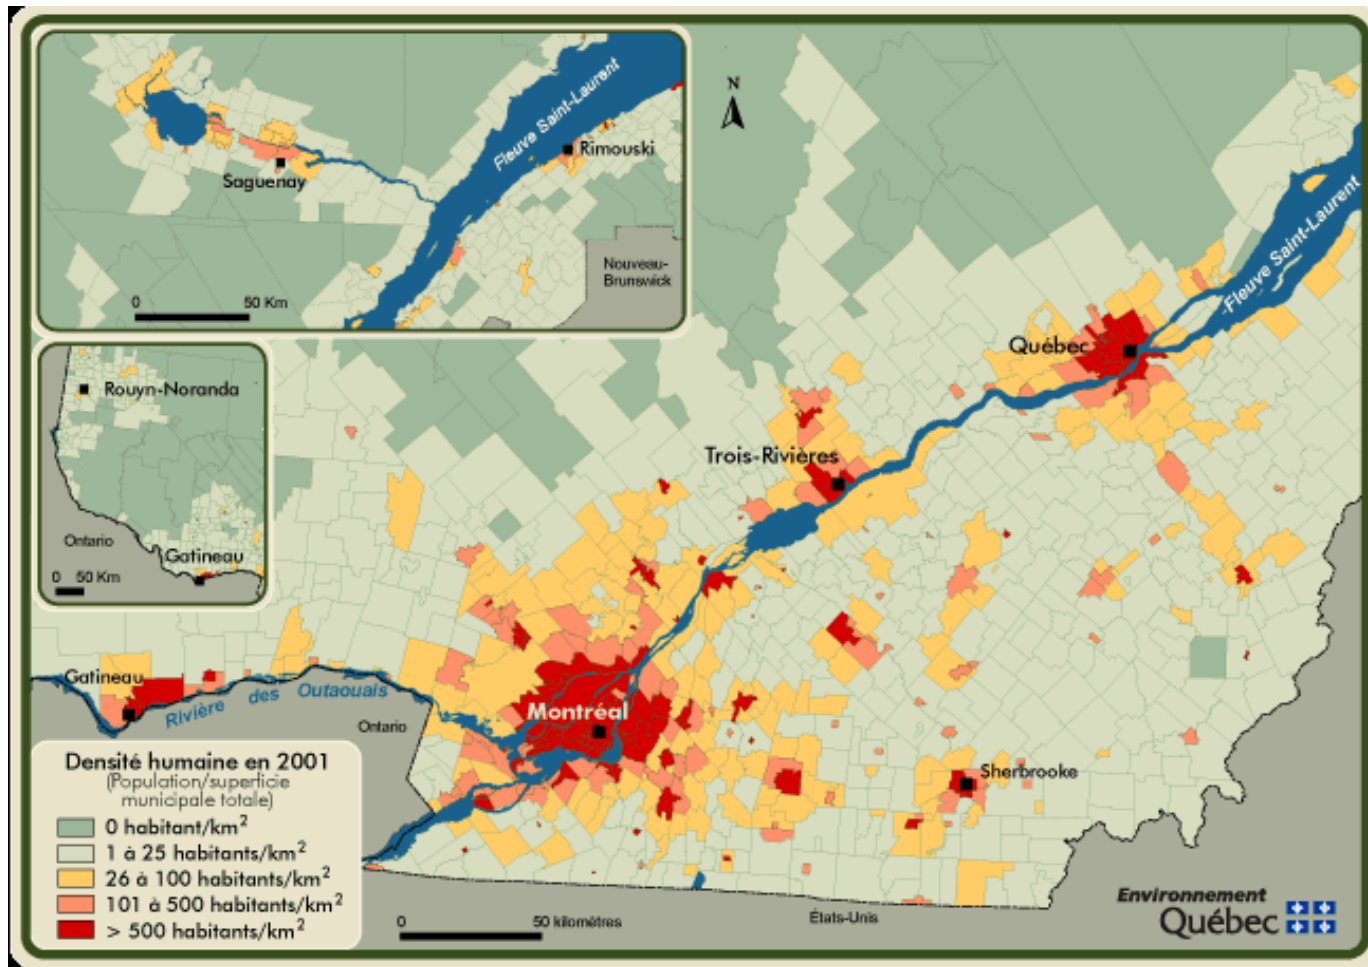 Fleuve Saint-Laurent
Rimouski
Saguenay
Nouveau-
Brunswick
0 50 Km
N
Fleuve Saint-Laurent
Québec
Rouyn-Noranda
Ontario
Gatineau
0 50 Km
Trois-Rivières
Gatineau
Rivière des Outaouais
Ontario
Montréal
Sherbrooke
Densité humaine en 2001
(Population/superficie
municipale totale)
0 habitant/km²
1 à 25 habitants/km²
26 à 100 habitants/km²
101 à 500 habitants/km²
> 500 habitants/km²
0 50 kilomètres
États-Unis
Environnement
Québec